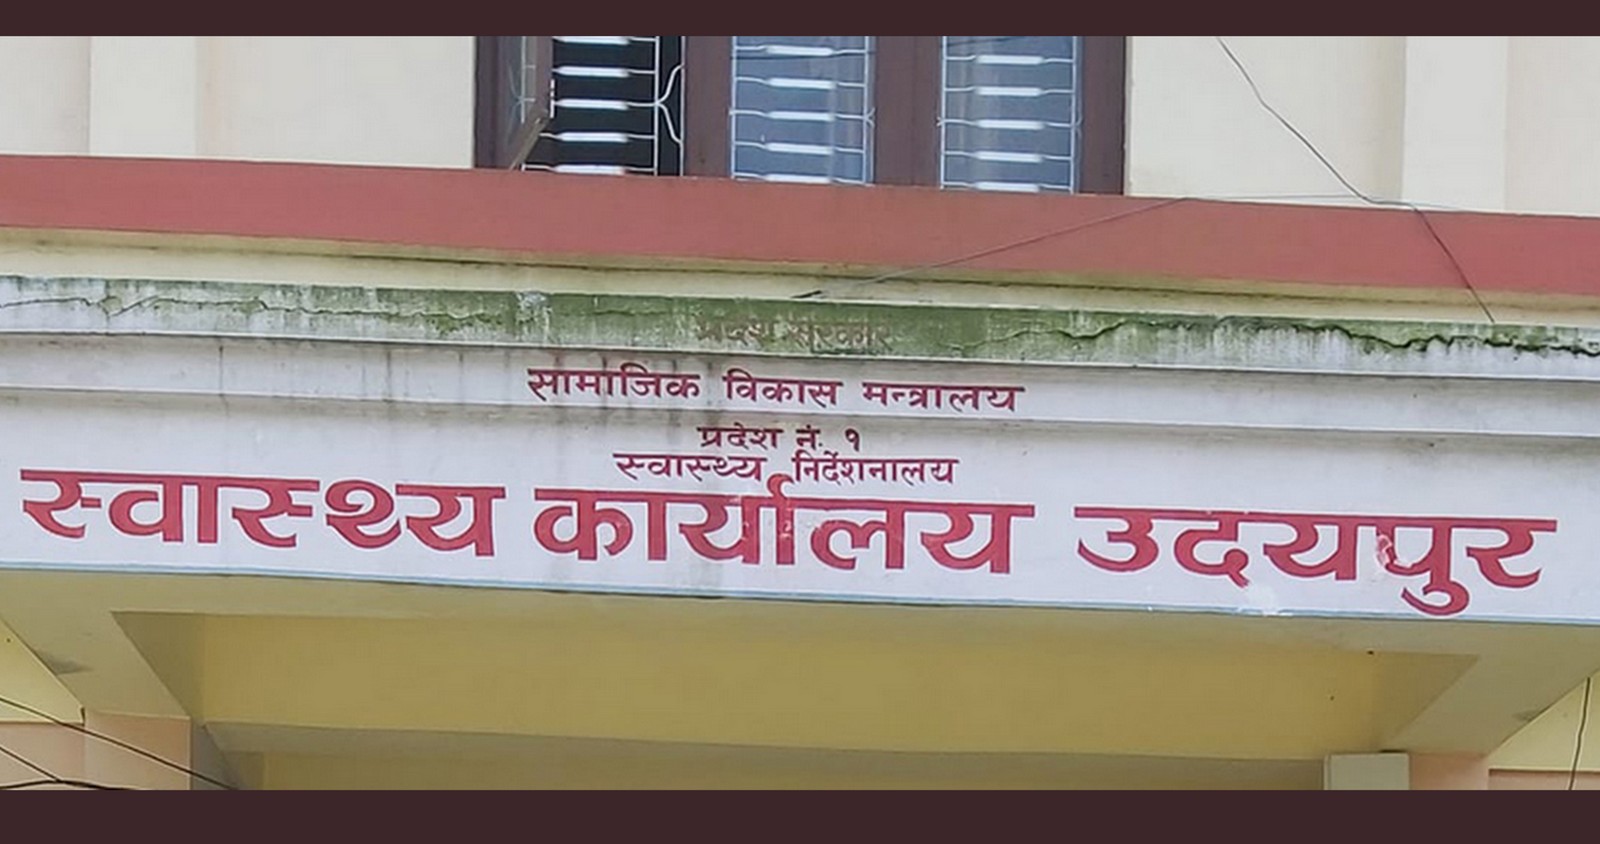 प्रदेश सरकार
सामाजिक विकास मन्त्रालय
प्रदेश नं. १
स्वास्थ्य निर्देशनालय
स्वास्थ्य कार्यालय उदयपुर